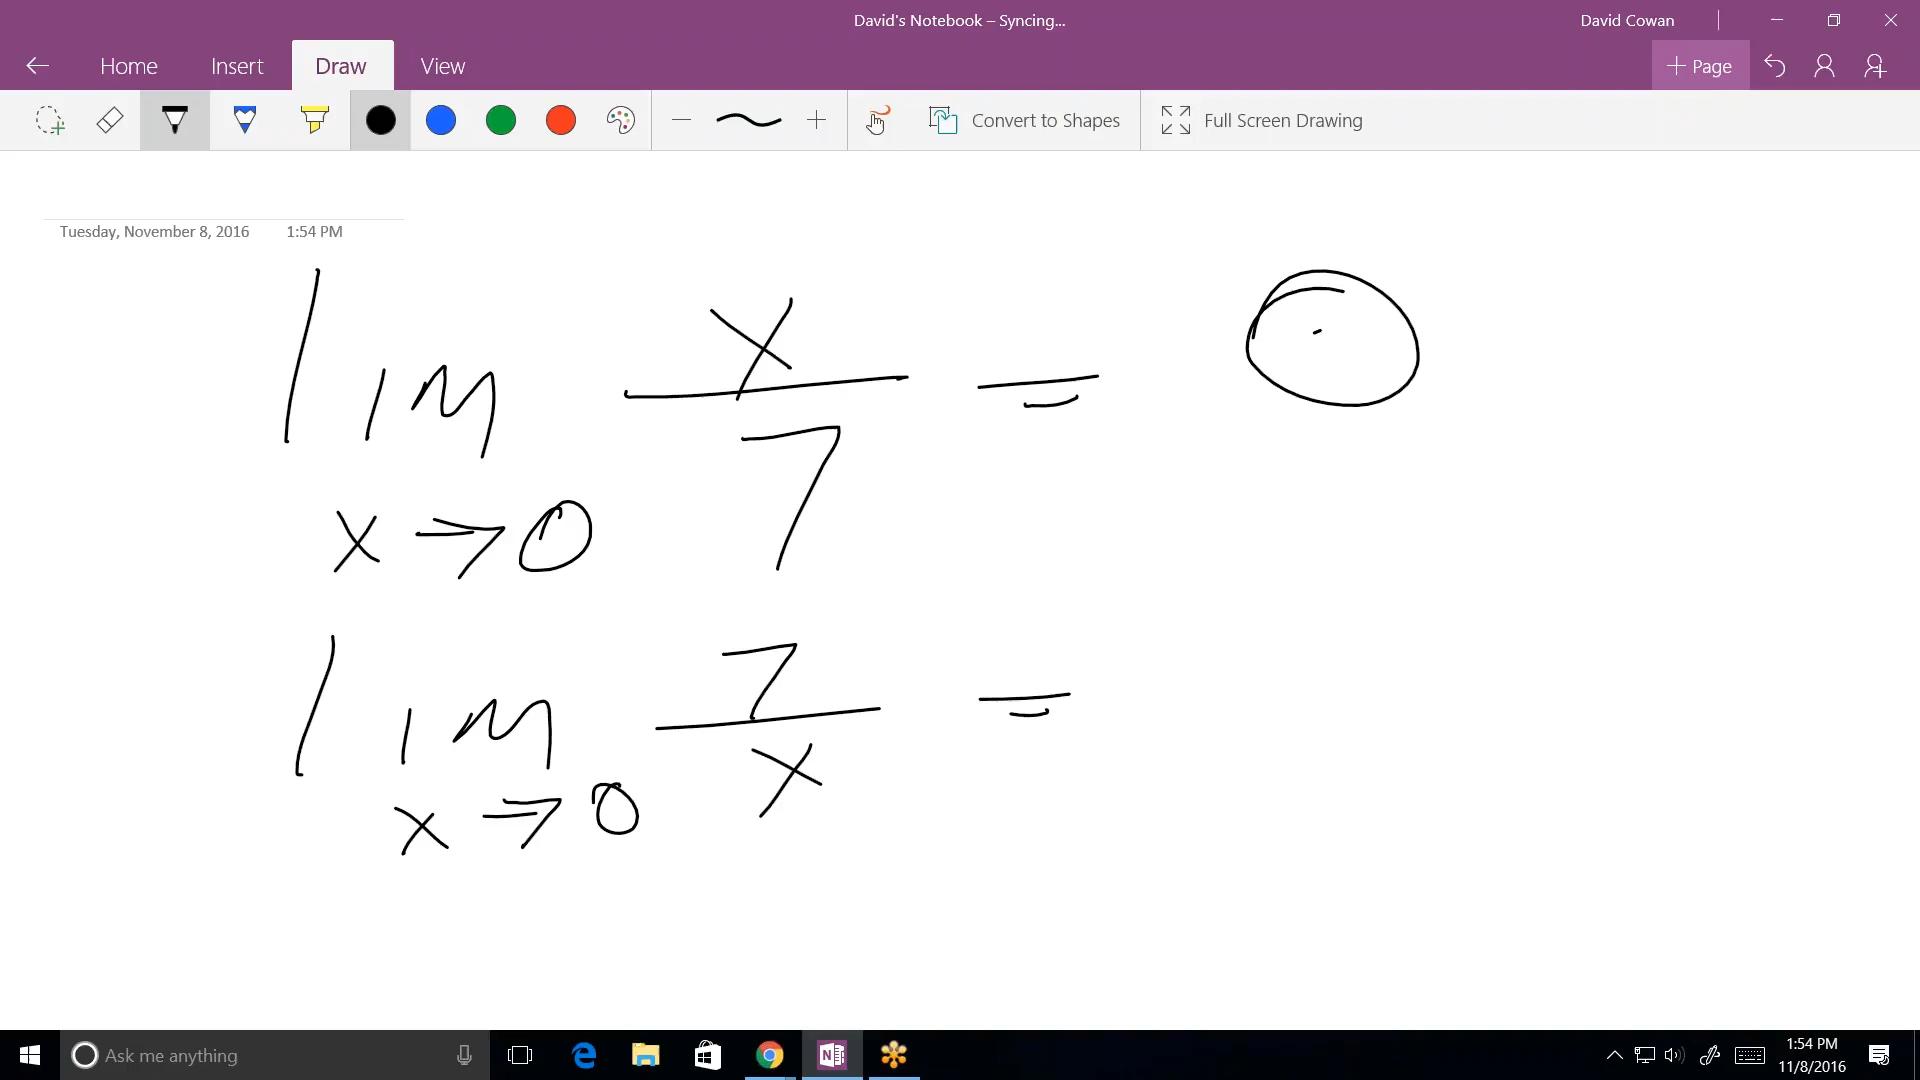 David's Notebook – Syncing...
David Cowan
Home Insert Draw View
Page
Convert to Shapes Full Screen Drawing
Tuesday, November 8, 2016 1:54 PM
lim x/7 = 0
x → 0
lim 7/x =
x → 0
Ask me anything
1:54 PM
11/8/2016